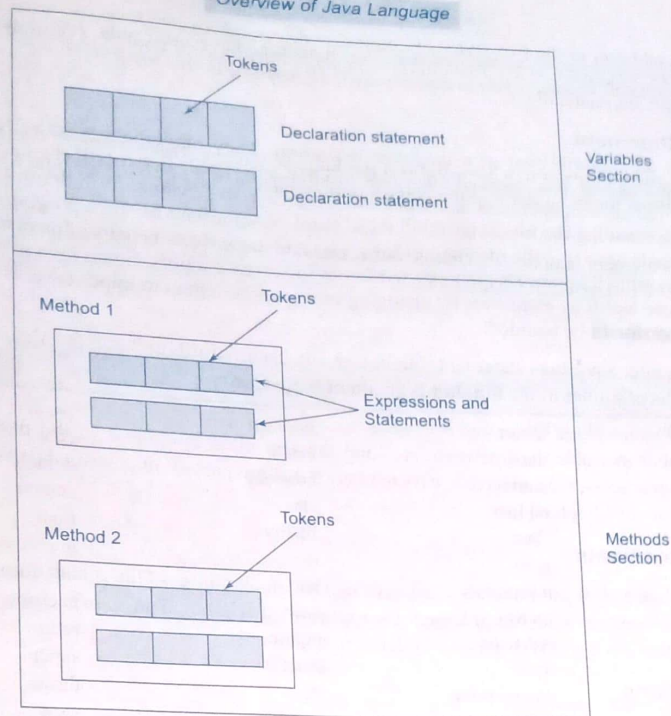 Overview of Java Language
Tokens
Declaration statement
Declaration statement
Variables
Section
Method 1
Tokens
Expressions and
Statements
Method 2
Tokens
Methods
Section